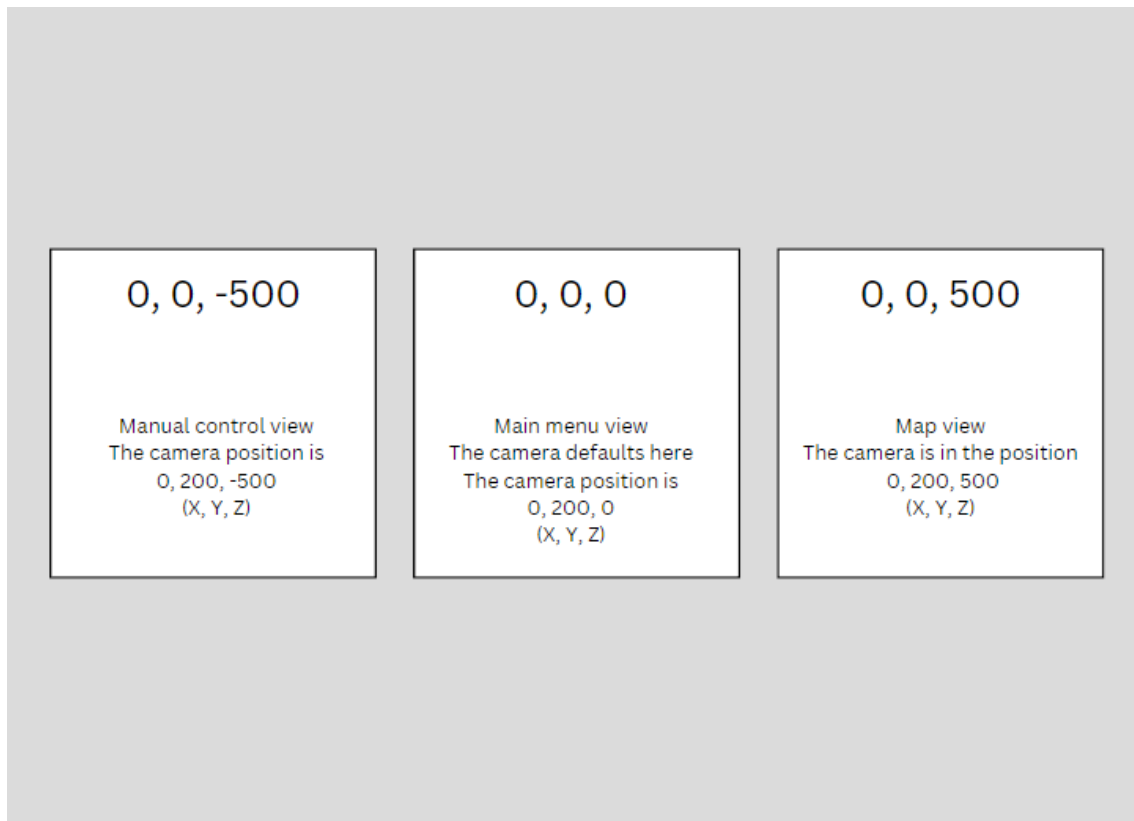 0, 0, -500
Manual control view
The camera position is
0, 200, -500
(X, Y, Z)
0, 0, 0
Main menu view
The camera defaults here
The camera position is
0, 200, 0
(X, Y, Z)
0, 0, 500
Map view
The camera is in the position
0, 200, 500
(X, Y, Z)